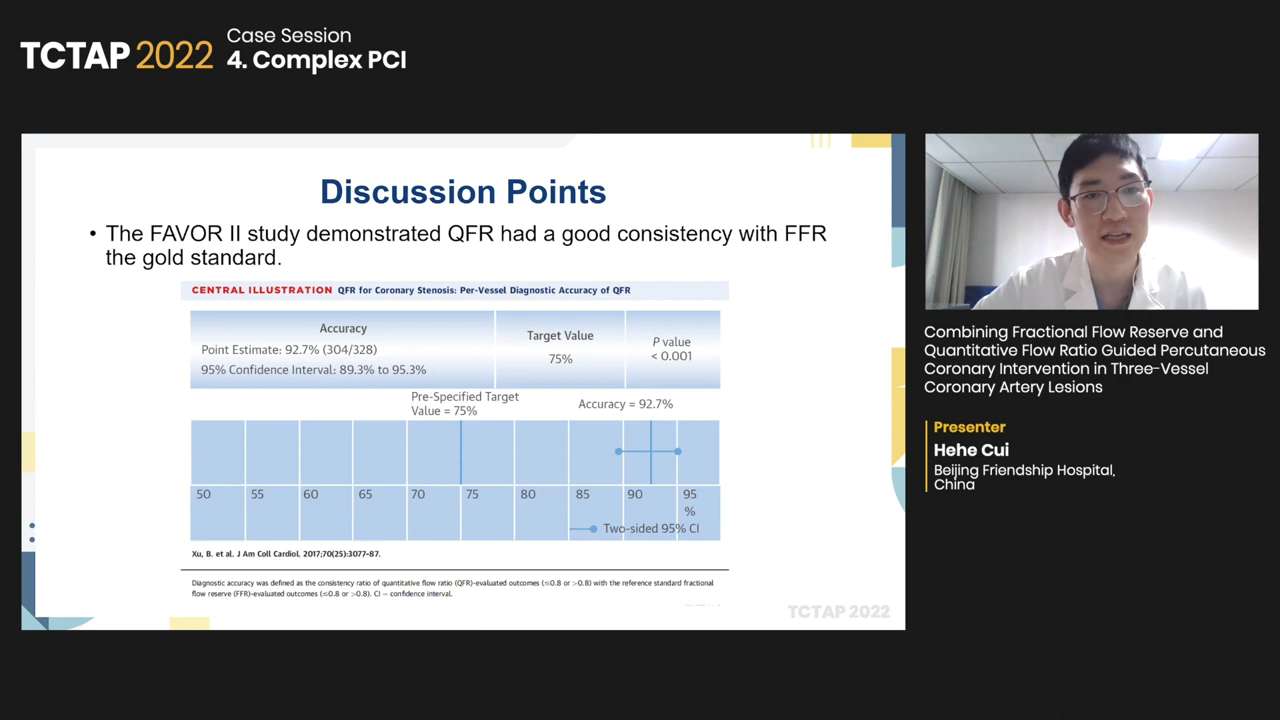 TCTAP 2022
Case Session
4. Complex PCI
Discussion Points
• The FAVOR II study demonstrated QFR had a good consistency with FFR
the gold standard.
CENTRAL ILLUSTRATION QFR for Coronary Stenosis: Per-Vessel Diagnostic Accuracy of QFR
Accuracy
Point Estimate: 92.7% (304/328)
95% Confidence Interval: 89.3% to 95.3%
Target Value
75%
P value
< 0.001
Pre-Specified Target
Value = 75%
Accuracy = 92.7%
50 55 60 65 70 75 80 85 90 95
%
Two-sided 95% CI
Xu, B. et al. J Am Coll Cardiol. 2017;70(25):3077-87.
Diagnostic accuracy was defined as the consistency ratio of quantitative flow ratio (QFR)-evaluated outcomes (≤0.8 or >0.8) with the reference standard fractional
flow reserve (FFR)-evaluated outcomes (≤0.8 or >0.8). CI = confidence interval.
TCTAP 2022
Combining Fractional Flow Reserve and
Quantitative Flow Ratio Guided Percutaneous
Coronary Intervention in Three-Vessel
Coronary Artery Lesions
Presenter
Hehe Cui
Beijing Friendship Hospital,
China